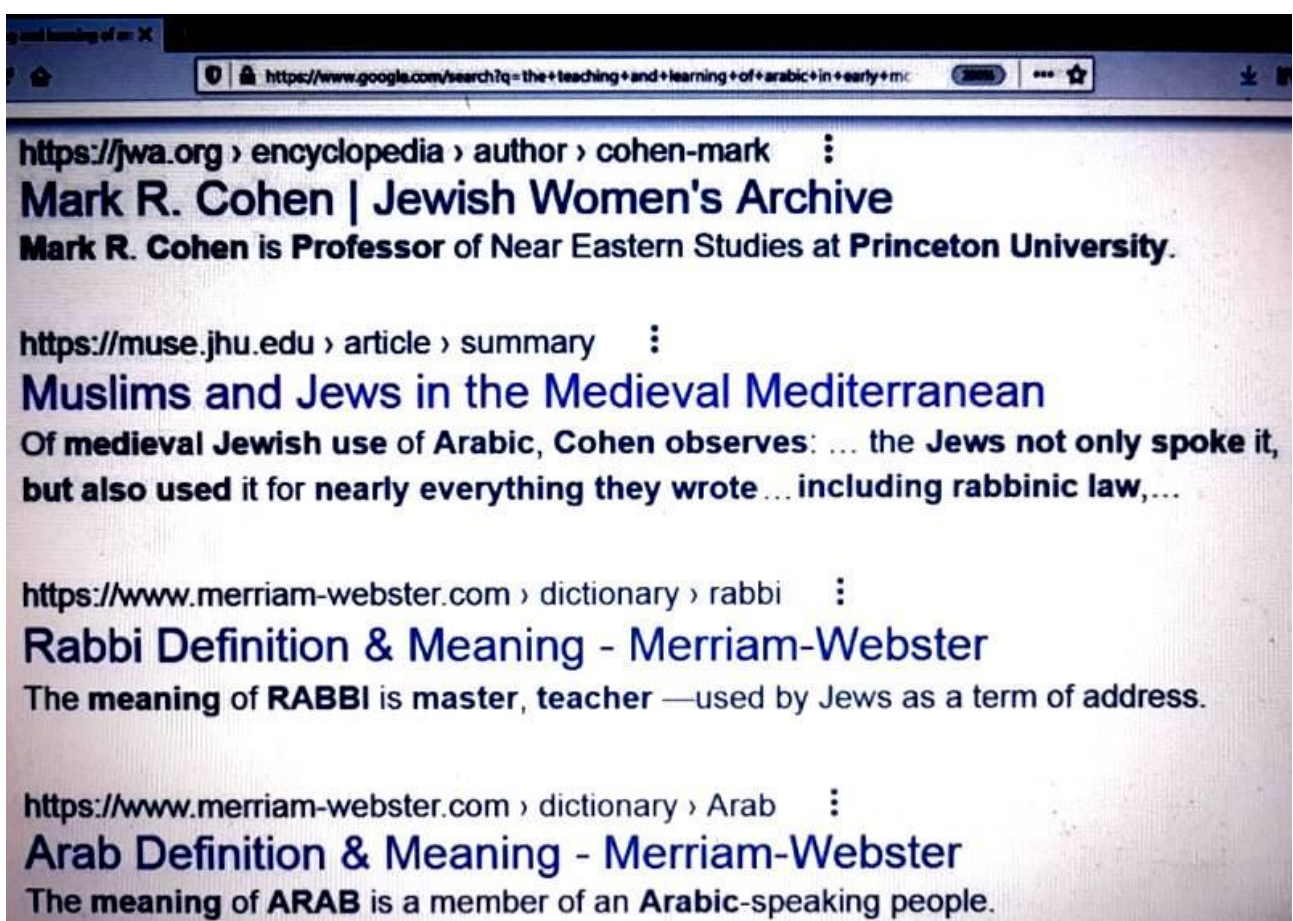 https://www.google.com/search?q=the+teaching+and+learning+of+arabic+in+early+mo
https://jwa.org › encyclopedia › author › cohen-mark
Mark R. Cohen | Jewish Women's Archive
Mark R. Cohen is Professor of Near Eastern Studies at Princeton University.
https://muse.jhu.edu › article › summary
Muslims and Jews in the Medieval Mediterranean
Of medieval Jewish use of Arabic, Cohen observes: ... the Jews not only spoke it,
but also used it for nearly everything they wrote ... including rabbinic law,...
https://www.merriam-webster.com › dictionary › rabbi
Rabbi Definition & Meaning - Merriam-Webster
The meaning of RABBI is master, teacher —used by Jews as a term of address.
https://www.merriam-webster.com › dictionary › Arab
Arab Definition & Meaning - Merriam-Webster
The meaning of ARAB is a member of an Arabic-speaking people.